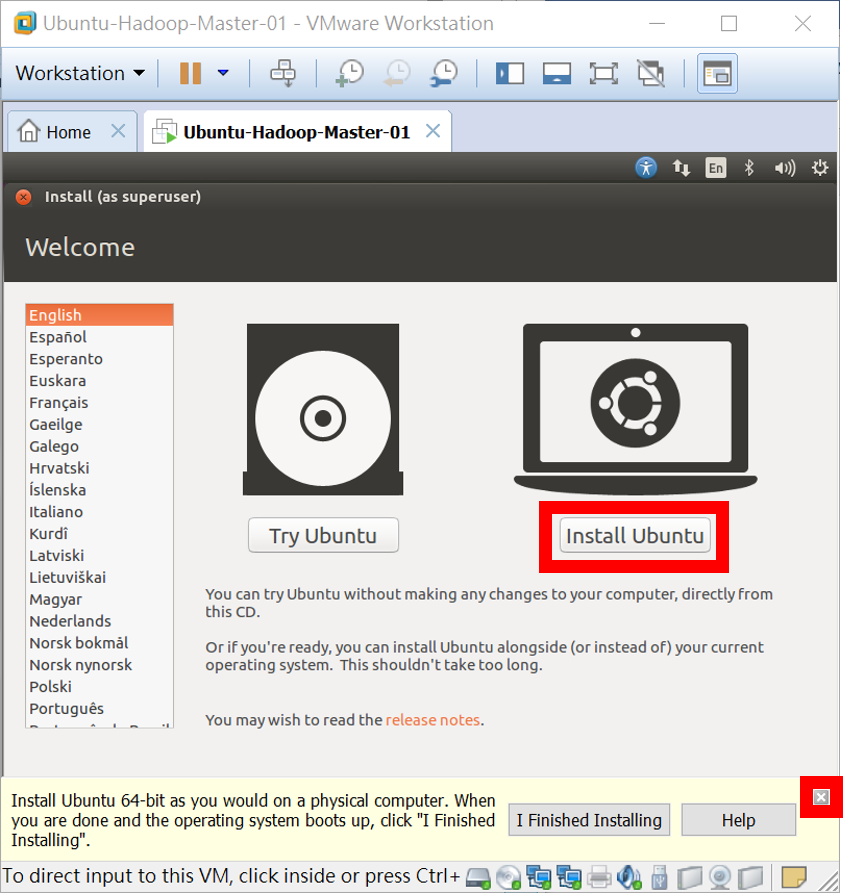 Ubuntu-Hadoop-Master-01 - VMware Workstation
Workstation
Home
Ubuntu-Hadoop-Master-01
En
Install (as superuser)
Welcome
English
Español
Esperanto
Euskara
Français
Gaeilge
Galego
Hrvatski
Íslenska
Italiano
Kurdî
Latviski
Lietuviškai
Magyar
Nederlands
Norsk bokmål
Norsk nynorsk
Polski
Português
Try Ubuntu
Install Ubuntu
You can try Ubuntu without making any changes to your computer, directly from
this CD.
Or if you're ready, you can install Ubuntu alongside (or instead of) your current
operating system. This shouldn't take too long.
You may wish to read the release notes.
Install Ubuntu 64-bit as you would on a physical computer. When
you are done and the operating system boots up, click "I Finished
Installing".
I Finished Installing
Help
To direct input to this VM, click inside or press Ctrl+